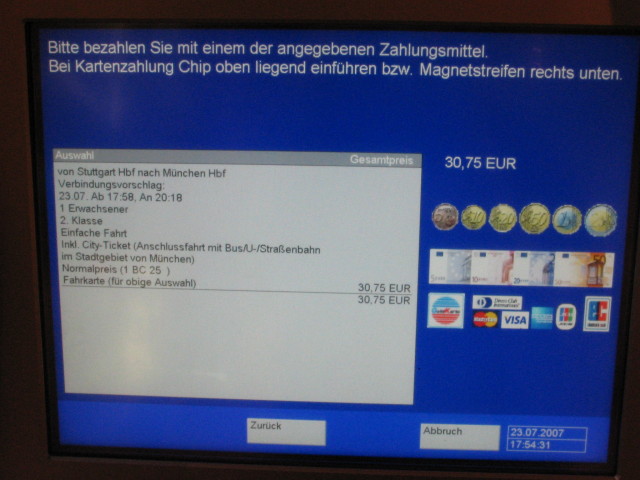 Bitte bezahlen Sie mit einem der angegebenen Zahlungsmittel.
Bei Kartenzahlung Chip oben liegend einführen bzw. Magnetstreifen rechts unten.
Auswahl Gesamtpreis
30,75 EUR
von Stuttgart Hbf nach München Hbf
Verbindungsvorschlag:
23.07. Ab 17:58, An 20:18
1 Erwachsener
2. Klasse
Einfache Fahrt
Inkl. City-Ticket (Anschlussfahrt mit Bus/U-/Straßenbahn
im Stadtgebiet von München)
Normalpreis (1 BC 25 )
Fahrkarte (für obige Auswahl) 30,75 EUR
30,75 EUR
MasterCard VISA
Zurück
Abbruch
23.07.2007
17:54:31